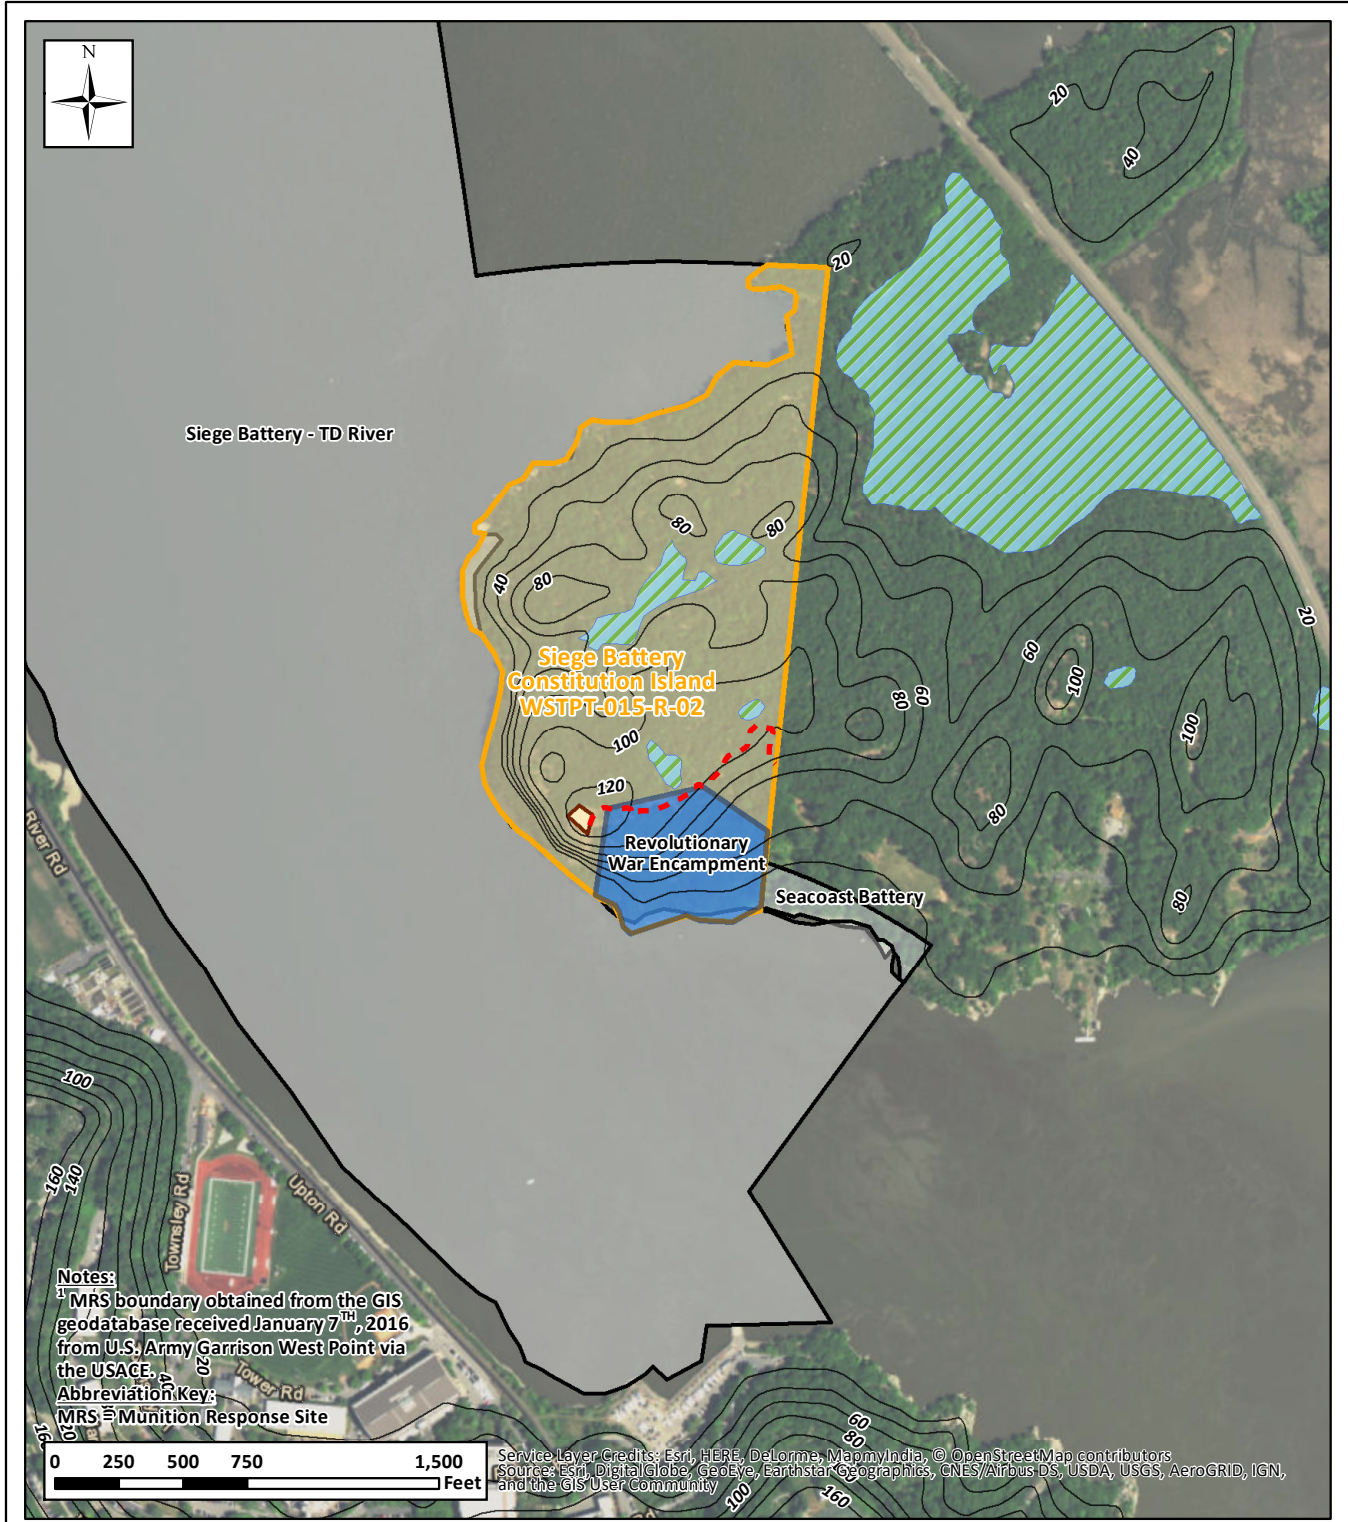 N
20
40
20
Siege Battery - TD River
80
80
40
80
20
60
100
Siege Battery
Constitution Island
WSTPT-015-R-02
80
60
100
100
120
80
Revolutionary
War Encampment
80
Seacoast Battery
River Rd
100
160
140
Townsley Rd
Upton Rd
Notes:
1 MRS boundary obtained from the GIS
geodatabase received January 7TH, 2016
from U.S. Army Garrison West Point via
the USACE.
20
40
Tower Rd
Abbreviation Key:
MRS = Munition Response Site
60
80
100
160
0 250 500 750 1,500
Feet
Service Layer Credits: Esri, HERE, DeLorme, MapmyIndia, © OpenStreetMap contributors
Source: Esri, DigitalGlobe, GeoEye, Earthstar Geographics, CNES/Airbus DS, USDA, USGS, AeroGRID, IGN,
and the GIS User Community